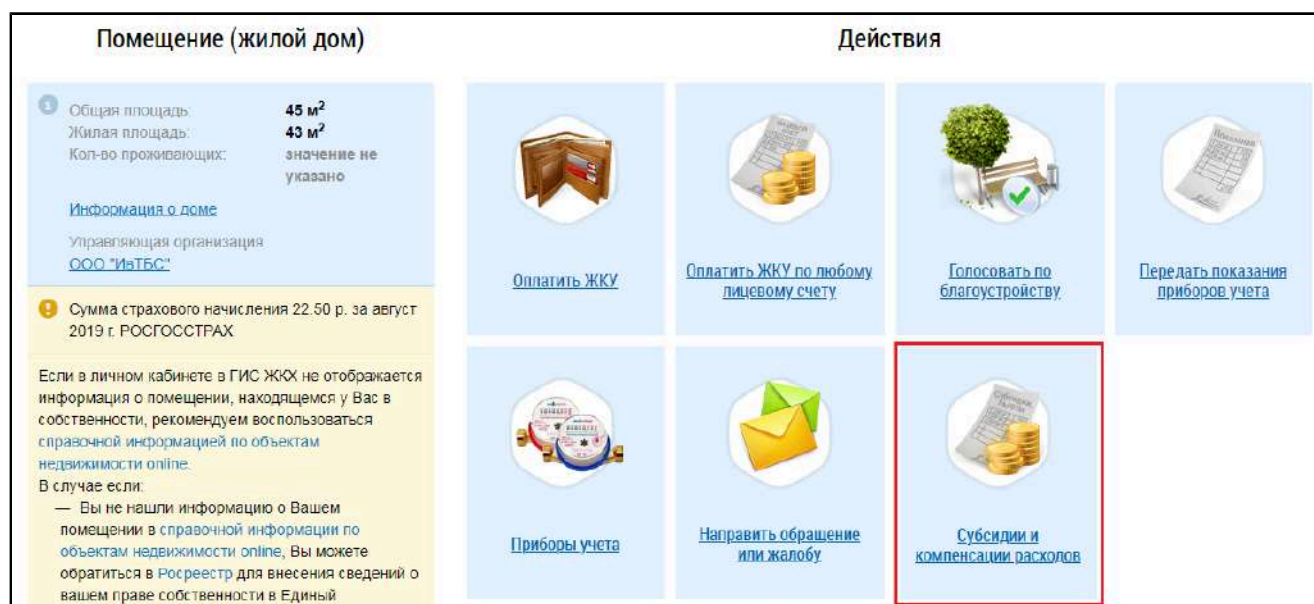 Помещение (жилой дом)
Действия
Общая площадь: 45 м²
Жилая площадь: 43 м²
Кол-во проживающих: значение не
указано
Информация о доме
Управляющая организация
ООО "ИвТБС"
Сумма страхового начисления 22.50 р. за август
2019 г. РОСГОССТРАХ
Если в личном кабинете в ГИС ЖКХ не отображается
информация о помещении, находящемся у Вас в
собственности, рекомендуем воспользоваться
справочной информацией по объектам
недвижимости online.
В случае если:
— Вы не нашли информацию о Вашем
помещении в справочной информации по
объектам недвижимости online, Вы можете
обратиться в Росреестр для внесения сведений о
вашем праве собственности в Единый
Оплатить ЖКУ
Оплатить ЖКУ по любому
лицевому счету
Голосовать по
благоустройству
Передать показания
приборов учета
Приборы учета
Направить обращение
или жалобу
Субсидии и
компенсации расходов